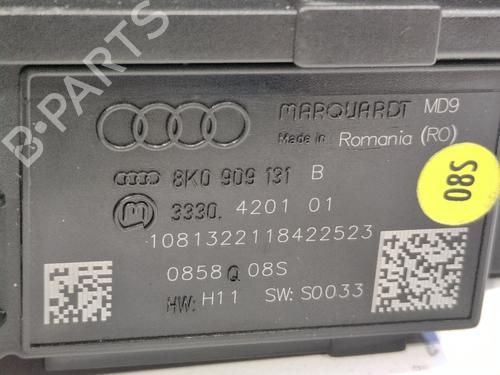 B-PARTS
MARQUARDT MD9
Made in Romania (RO)
8K0 909 131 B
08S
M 3330. 4201 01
1081322118422523
0858Q 08S
HW: H11 SW: S0033